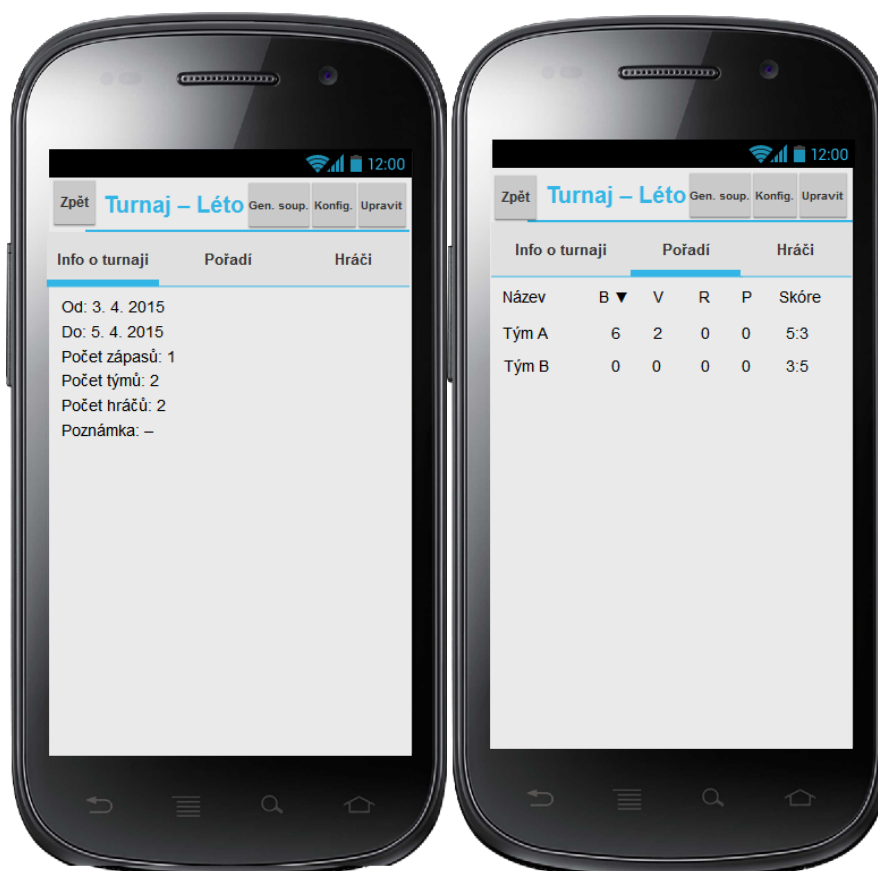 12:00
Zpět Turnaj – Léto Gen. soup. Konfig. Upravit
Info o turnaji Pořadí Hráči
Od: 3. 4. 2015
Do: 5. 4. 2015
Počet zápasů: 1
Počet týmů: 2
Počet hráčů: 2
Poznámka: –
12:00
Zpět Turnaj – Léto Gen. soup. Konfig. Upravit
Info o turnaji Pořadí Hráči
Název B ▼ V R P Skóre
Tým A 6 2 0 0 5:3
Tým B 0 0 0 0 3:5